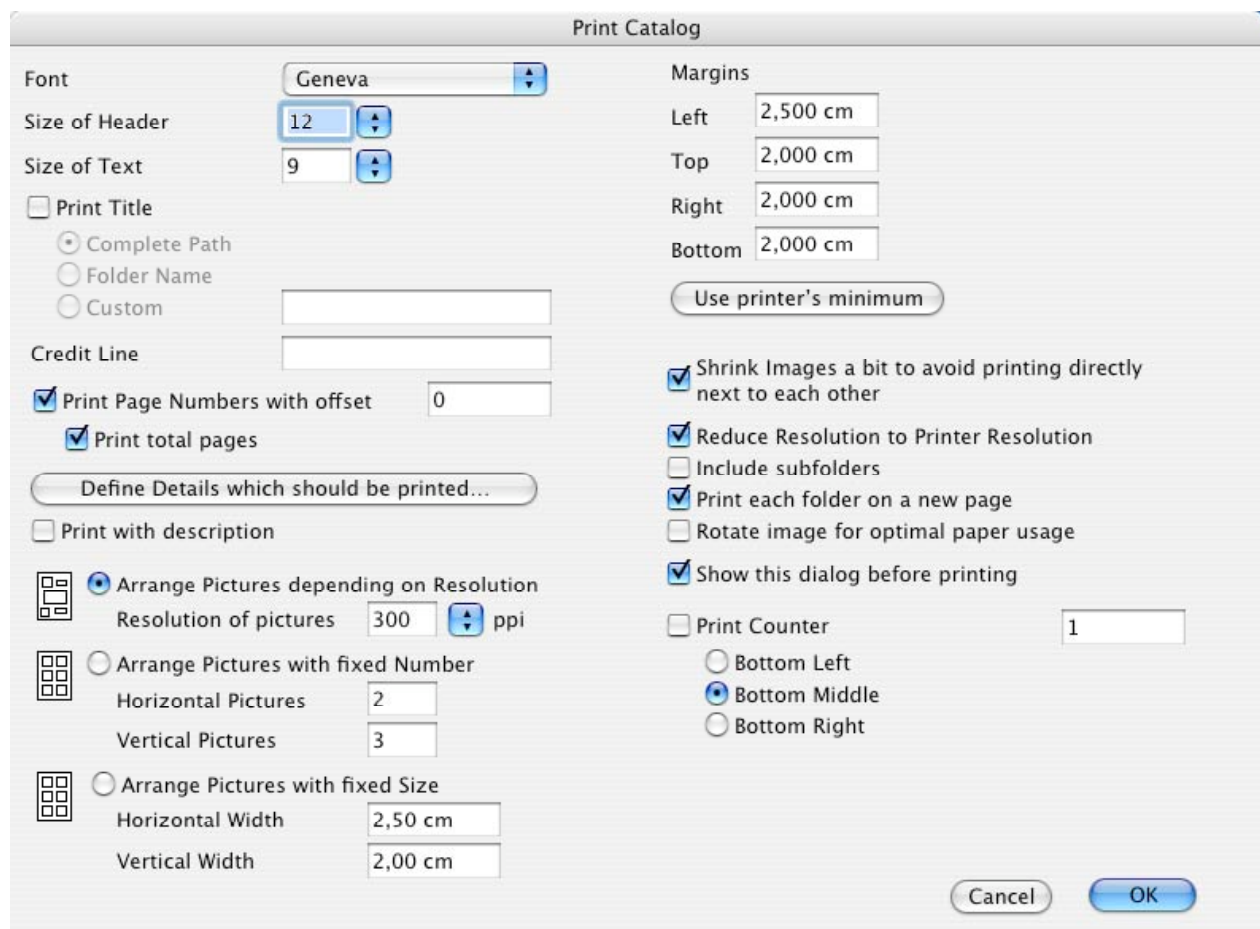 Print Catalog
Font Geneva
Size of Header 12
Size of Text 9
Print Title
Complete Path
Folder Name
Custom
Credit Line
Print Page Numbers with offset 0
Print total pages
Define Details which should be printed...
Print with description
Arrange Pictures depending on Resolution
Resolution of pictures 300 ppi
Arrange Pictures with fixed Number
Horizontal Pictures 2
Vertical Pictures 3
Arrange Pictures with fixed Size
Horizontal Width 2,50 cm
Vertical Width 2,00 cm
Margins
Left 2,500 cm
Top 2,000 cm
Right 2,000 cm
Bottom 2,000 cm
Use printer's minimum
Shrink Images a bit to avoid printing directly
next to each other
Reduce Resolution to Printer Resolution
Include subfolders
Print each folder on a new page
Rotate image for optimal paper usage
Show this dialog before printing
Print Counter 1
Bottom Left
Bottom Middle
Bottom Right
Cancel OK